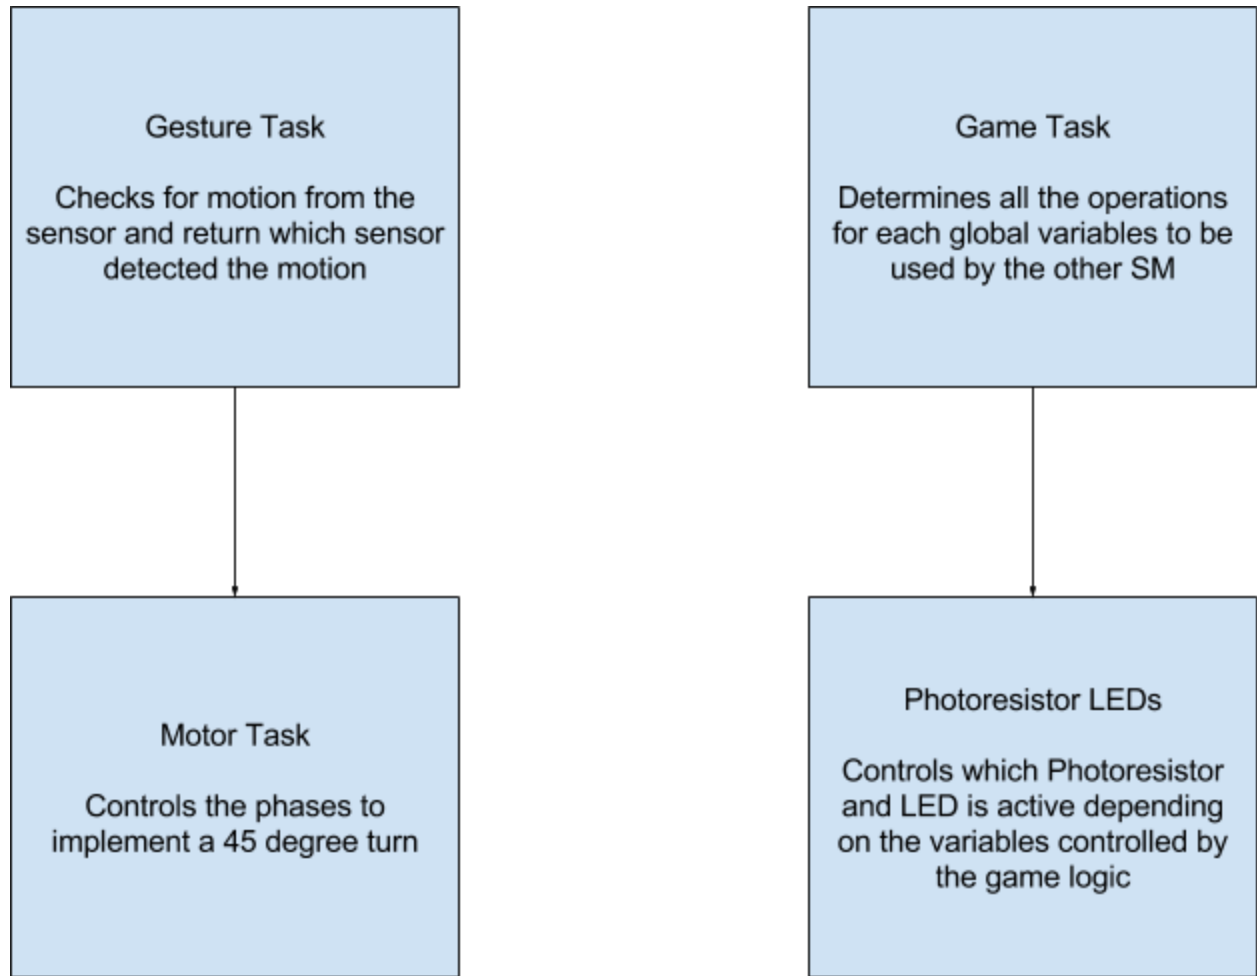 Gesture Task
Checks for motion from the
sensor and return which sensor
detected the motion
Game Task
Determines all the operations
for each global variables to be
used by the other SM
Motor Task
Controls the phases to
implement a 45 degree turn
Photoresistor LEDs
Controls which Photoresistor
and LED is active depending
on the variables controlled by
the game logic